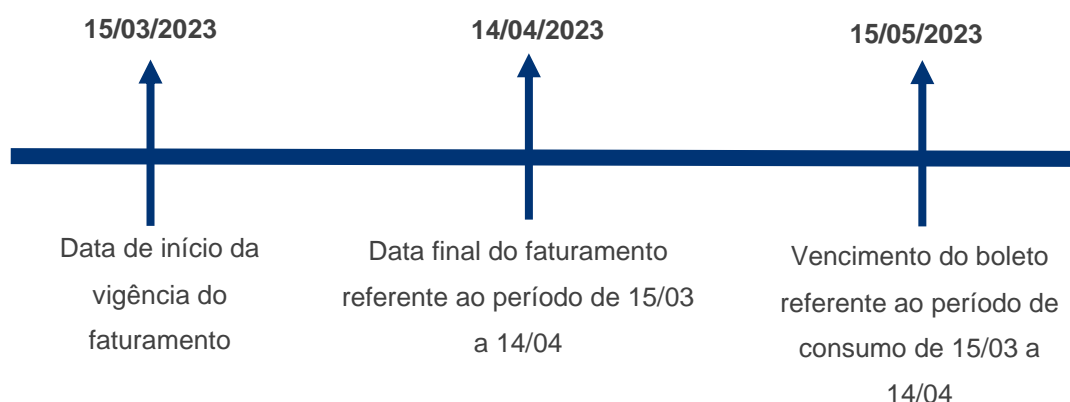 15/03/2023
Data de início da
vigência do
faturamento
14/04/2023
Data final do faturamento
referente ao período de 15/03
a 14/04
15/05/2023
Vencimento do boleto
referente ao período de
consumo de 15/03 a
14/04